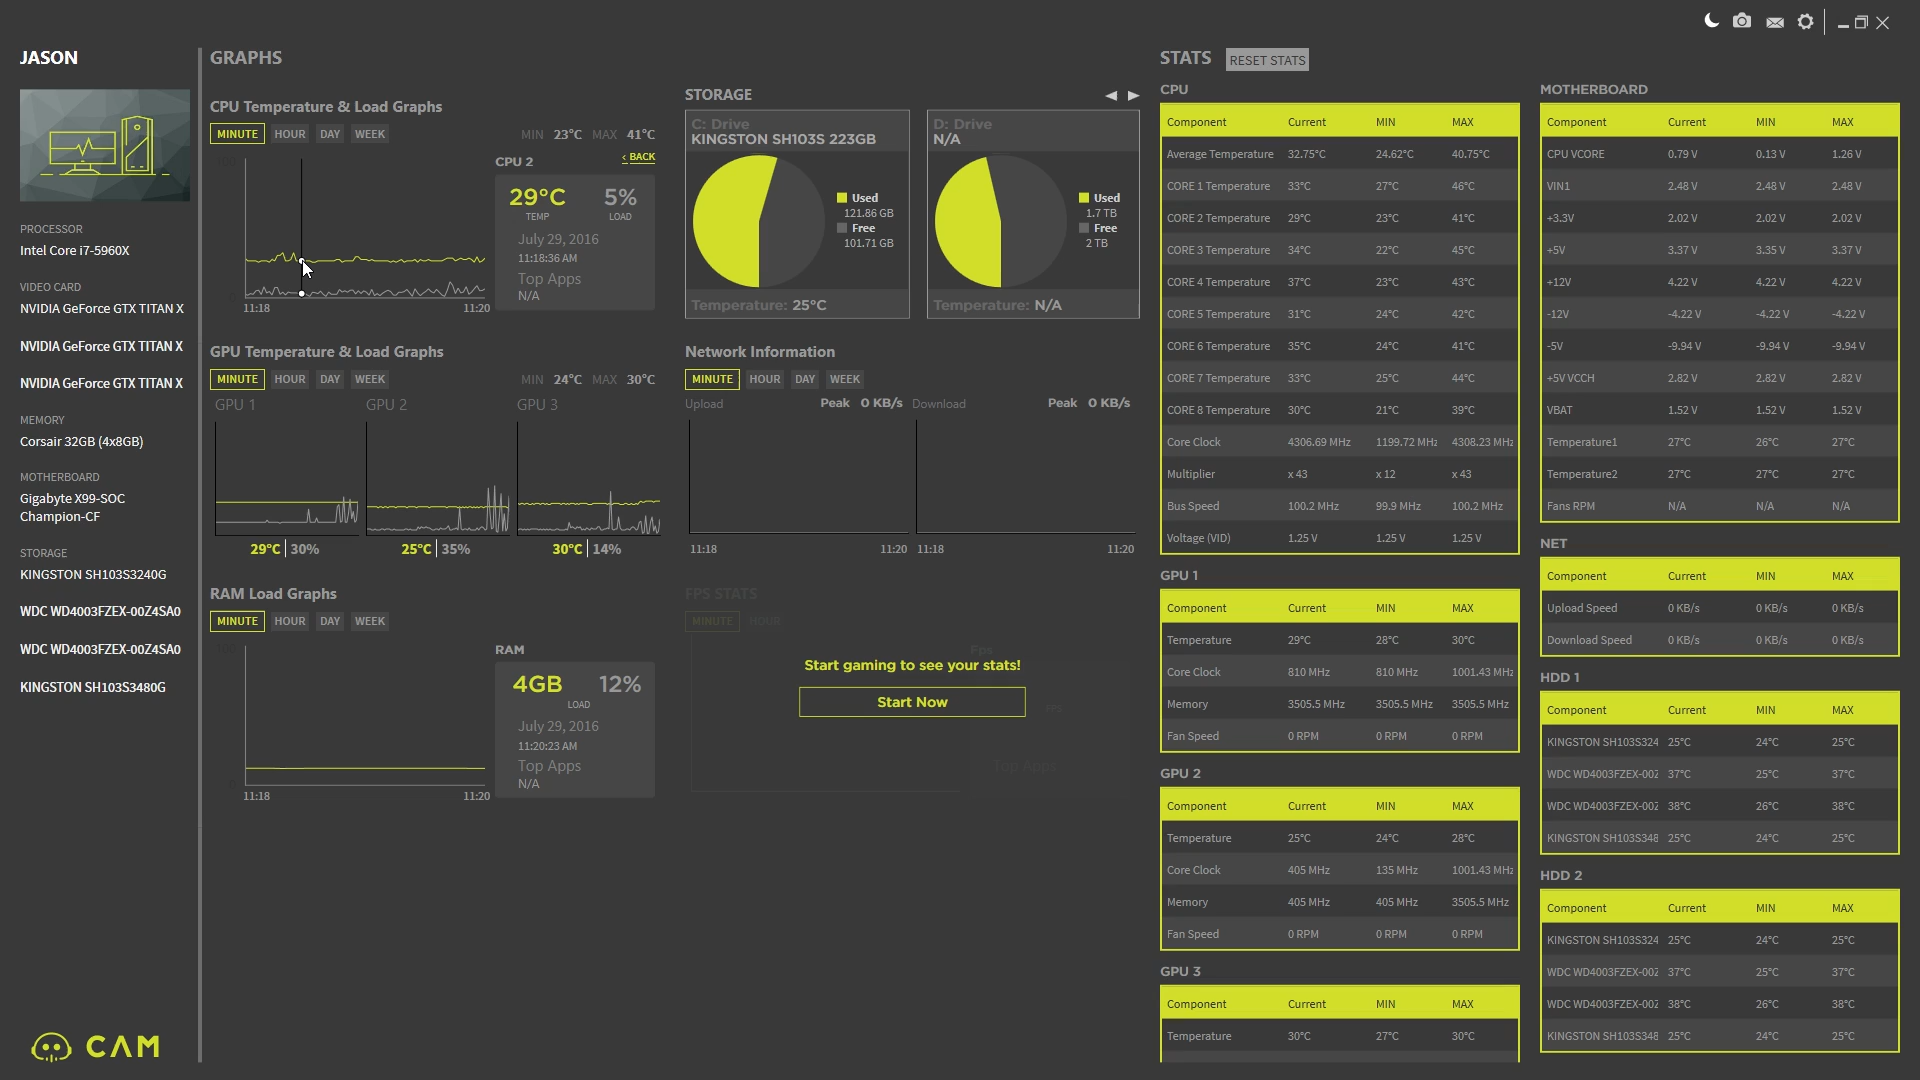 JASON
PROCESSOR
Intel Core i7-5960X
VIDEO CARD
NVIDIA GeForce GTX TITAN X
NVIDIA GeForce GTX TITAN X
NVIDIA GeForce GTX TITAN X
MEMORY
Corsair 32GB (4x8GB)
MOTHERBOARD
Gigabyte X99-SOC
Champion-CF
STORAGE
KINGSTON SH103S3240G
WDC WD4003FZEX-00Z4SA0
WDC WD4003FZEX-00Z4SA0
KINGSTON SH103S3480G
CAM
GRAPHS
CPU Temperature & Load Graphs
MINUTE HOUR DAY WEEK
MIN 23°C MAX 41°C
CPU 2 ‹ BACK
29°C 5%
TEMP LOAD
July 29, 2016
11:18:36 AM
Top Apps
N/A
11:18 11:20
GPU Temperature & Load Graphs
MINUTE HOUR DAY WEEK
MIN 24°C MAX 30°C
GPU 1 GPU 2 GPU 3
29°C 30% 25°C 35% 30°C 14%
RAM Load Graphs
MINUTE HOUR DAY WEEK
RAM
4GB 12%
LOAD
July 29, 2016
11:20:23 AM
Top Apps
N/A
11:18 11:20
STORAGE
C: Drive
KINGSTON SH103S 223GB
Used
121.86 GB
Free
101.71 GB
Temperature: 25°C
D: Drive
N/A
Used
1.7 TB
Free
2 TB
Temperature: N/A
Network Information
MINUTE HOUR DAY WEEK
Upload Peak 0 KB/s Download Peak 0 KB/s
11:18 11:20 11:18 11:20
FPS STATS
MINUTE HOUR
Fps
Start gaming to see your stats!
Start Now
FPS
Top Apps
STATS RESET STATS
CPU
Component Current MIN MAX
Average Temperature 32.75°C 24.62°C 40.75°C
CORE 1 Temperature 33°C 27°C 46°C
CORE 2 Temperature 29°C 23°C 41°C
CORE 3 Temperature 34°C 22°C 45°C
CORE 4 Temperature 37°C 23°C 43°C
CORE 5 Temperature 31°C 24°C 42°C
CORE 6 Temperature 35°C 24°C 41°C
CORE 7 Temperature 33°C 25°C 44°C
CORE 8 Temperature 30°C 21°C 39°C
Core Clock 4306.69 MHz 1199.72 MHz 4308.23 MHz
Multiplier x 43 x 12 x 43
Bus Speed 100.2 MHz 99.9 MHz 100.2 MHz
Voltage (VID) 1.25 V 1.25 V 1.25 V
GPU 1
Component Current MIN MAX
Temperature 29°C 28°C 30°C
Core Clock 810 MHz 810 MHz 1001.43 MHz
Memory 3505.5 MHz 3505.5 MHz 3505.5 MHz
Fan Speed 0 RPM 0 RPM 0 RPM
GPU 2
Component Current MIN MAX
Temperature 25°C 24°C 28°C
Core Clock 405 MHz 135 MHz 1001.43 MHz
Memory 405 MHz 405 MHz 3505.5 MHz
Fan Speed 0 RPM 0 RPM 0 RPM
GPU 3
Component Current MIN MAX
Temperature 30°C 27°C 30°C
MOTHERBOARD
Component Current MIN MAX
CPU VCORE 0.79 V 0.13 V 1.26 V
VIN1 2.48 V 2.48 V 2.48 V
+3.3V 2.02 V 2.02 V 2.02 V
+5V 3.37 V 3.35 V 3.37 V
+12V 4.22 V 4.22 V 4.22 V
-12V -4.22 V -4.22 V -4.22 V
-5V -9.94 V -9.94 V -9.94 V
+5V VCCH 2.82 V 2.82 V 2.82 V
VBAT 1.52 V 1.52 V 1.52 V
Temperature1 27°C 26°C 27°C
Temperature2 27°C 27°C 27°C
Fans RPM N/A N/A N/A
NET
Component Current MIN MAX
Upload Speed 0 KB/s 0 KB/s 0 KB/s
Download Speed 0 KB/s 0 KB/s 0 KB/s
HDD 1
Component Current MIN MAX
KINGSTON SH103S324 25°C 24°C 25°C
WDC WD4003FZEX-00Z 37°C 25°C 37°C
WDC WD4003FZEX-00Z 38°C 26°C 38°C
KINGSTON SH103S348 25°C 24°C 25°C
HDD 2
Component Current MIN MAX
KINGSTON SH103S324 25°C 24°C 25°C
WDC WD4003FZEX-00Z 37°C 25°C 37°C
WDC WD4003FZEX-00Z 38°C 26°C 38°C
KINGSTON SH103S348 25°C 24°C 25°C